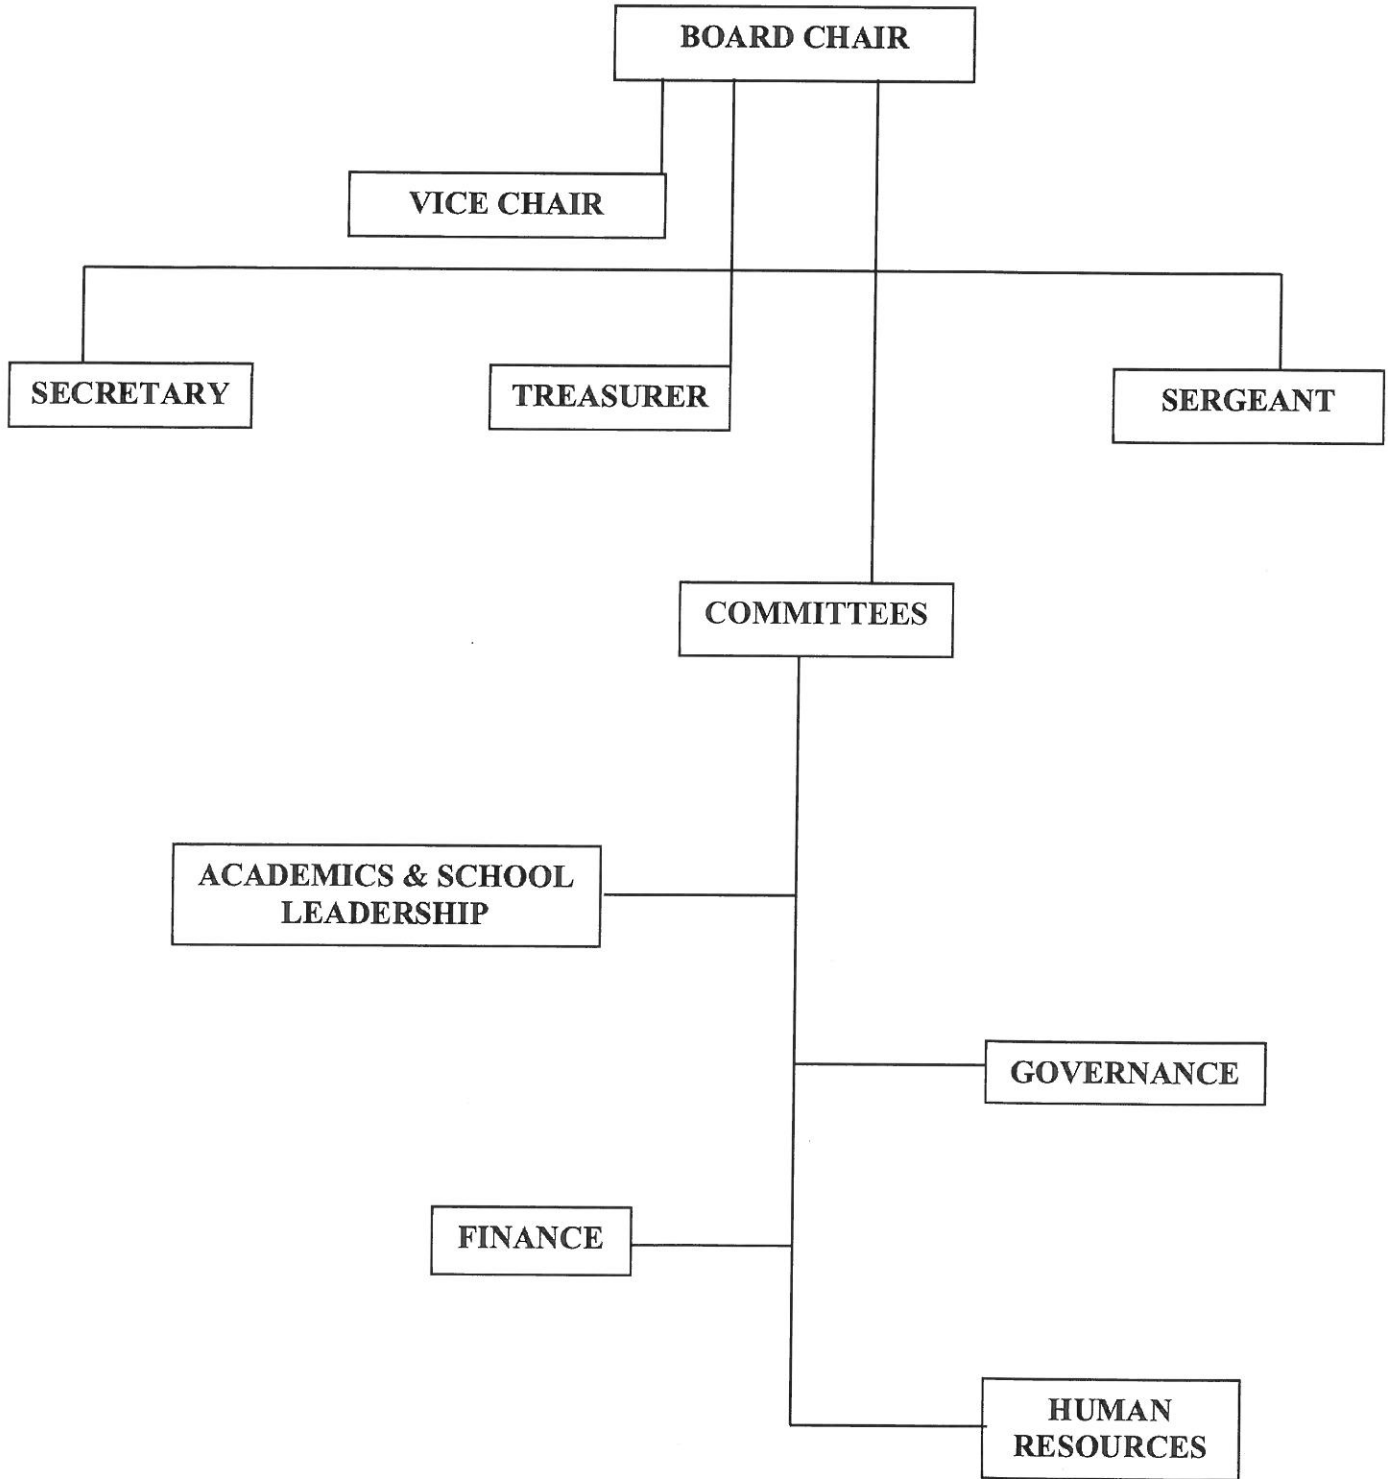 BOARD CHAIR
VICE CHAIR
SECRETARY
TREASURER
SERGEANT
COMMITTEES
ACADEMICS & SCHOOL
LEADERSHIP
GOVERNANCE
FINANCE
HUMAN
RESOURCES